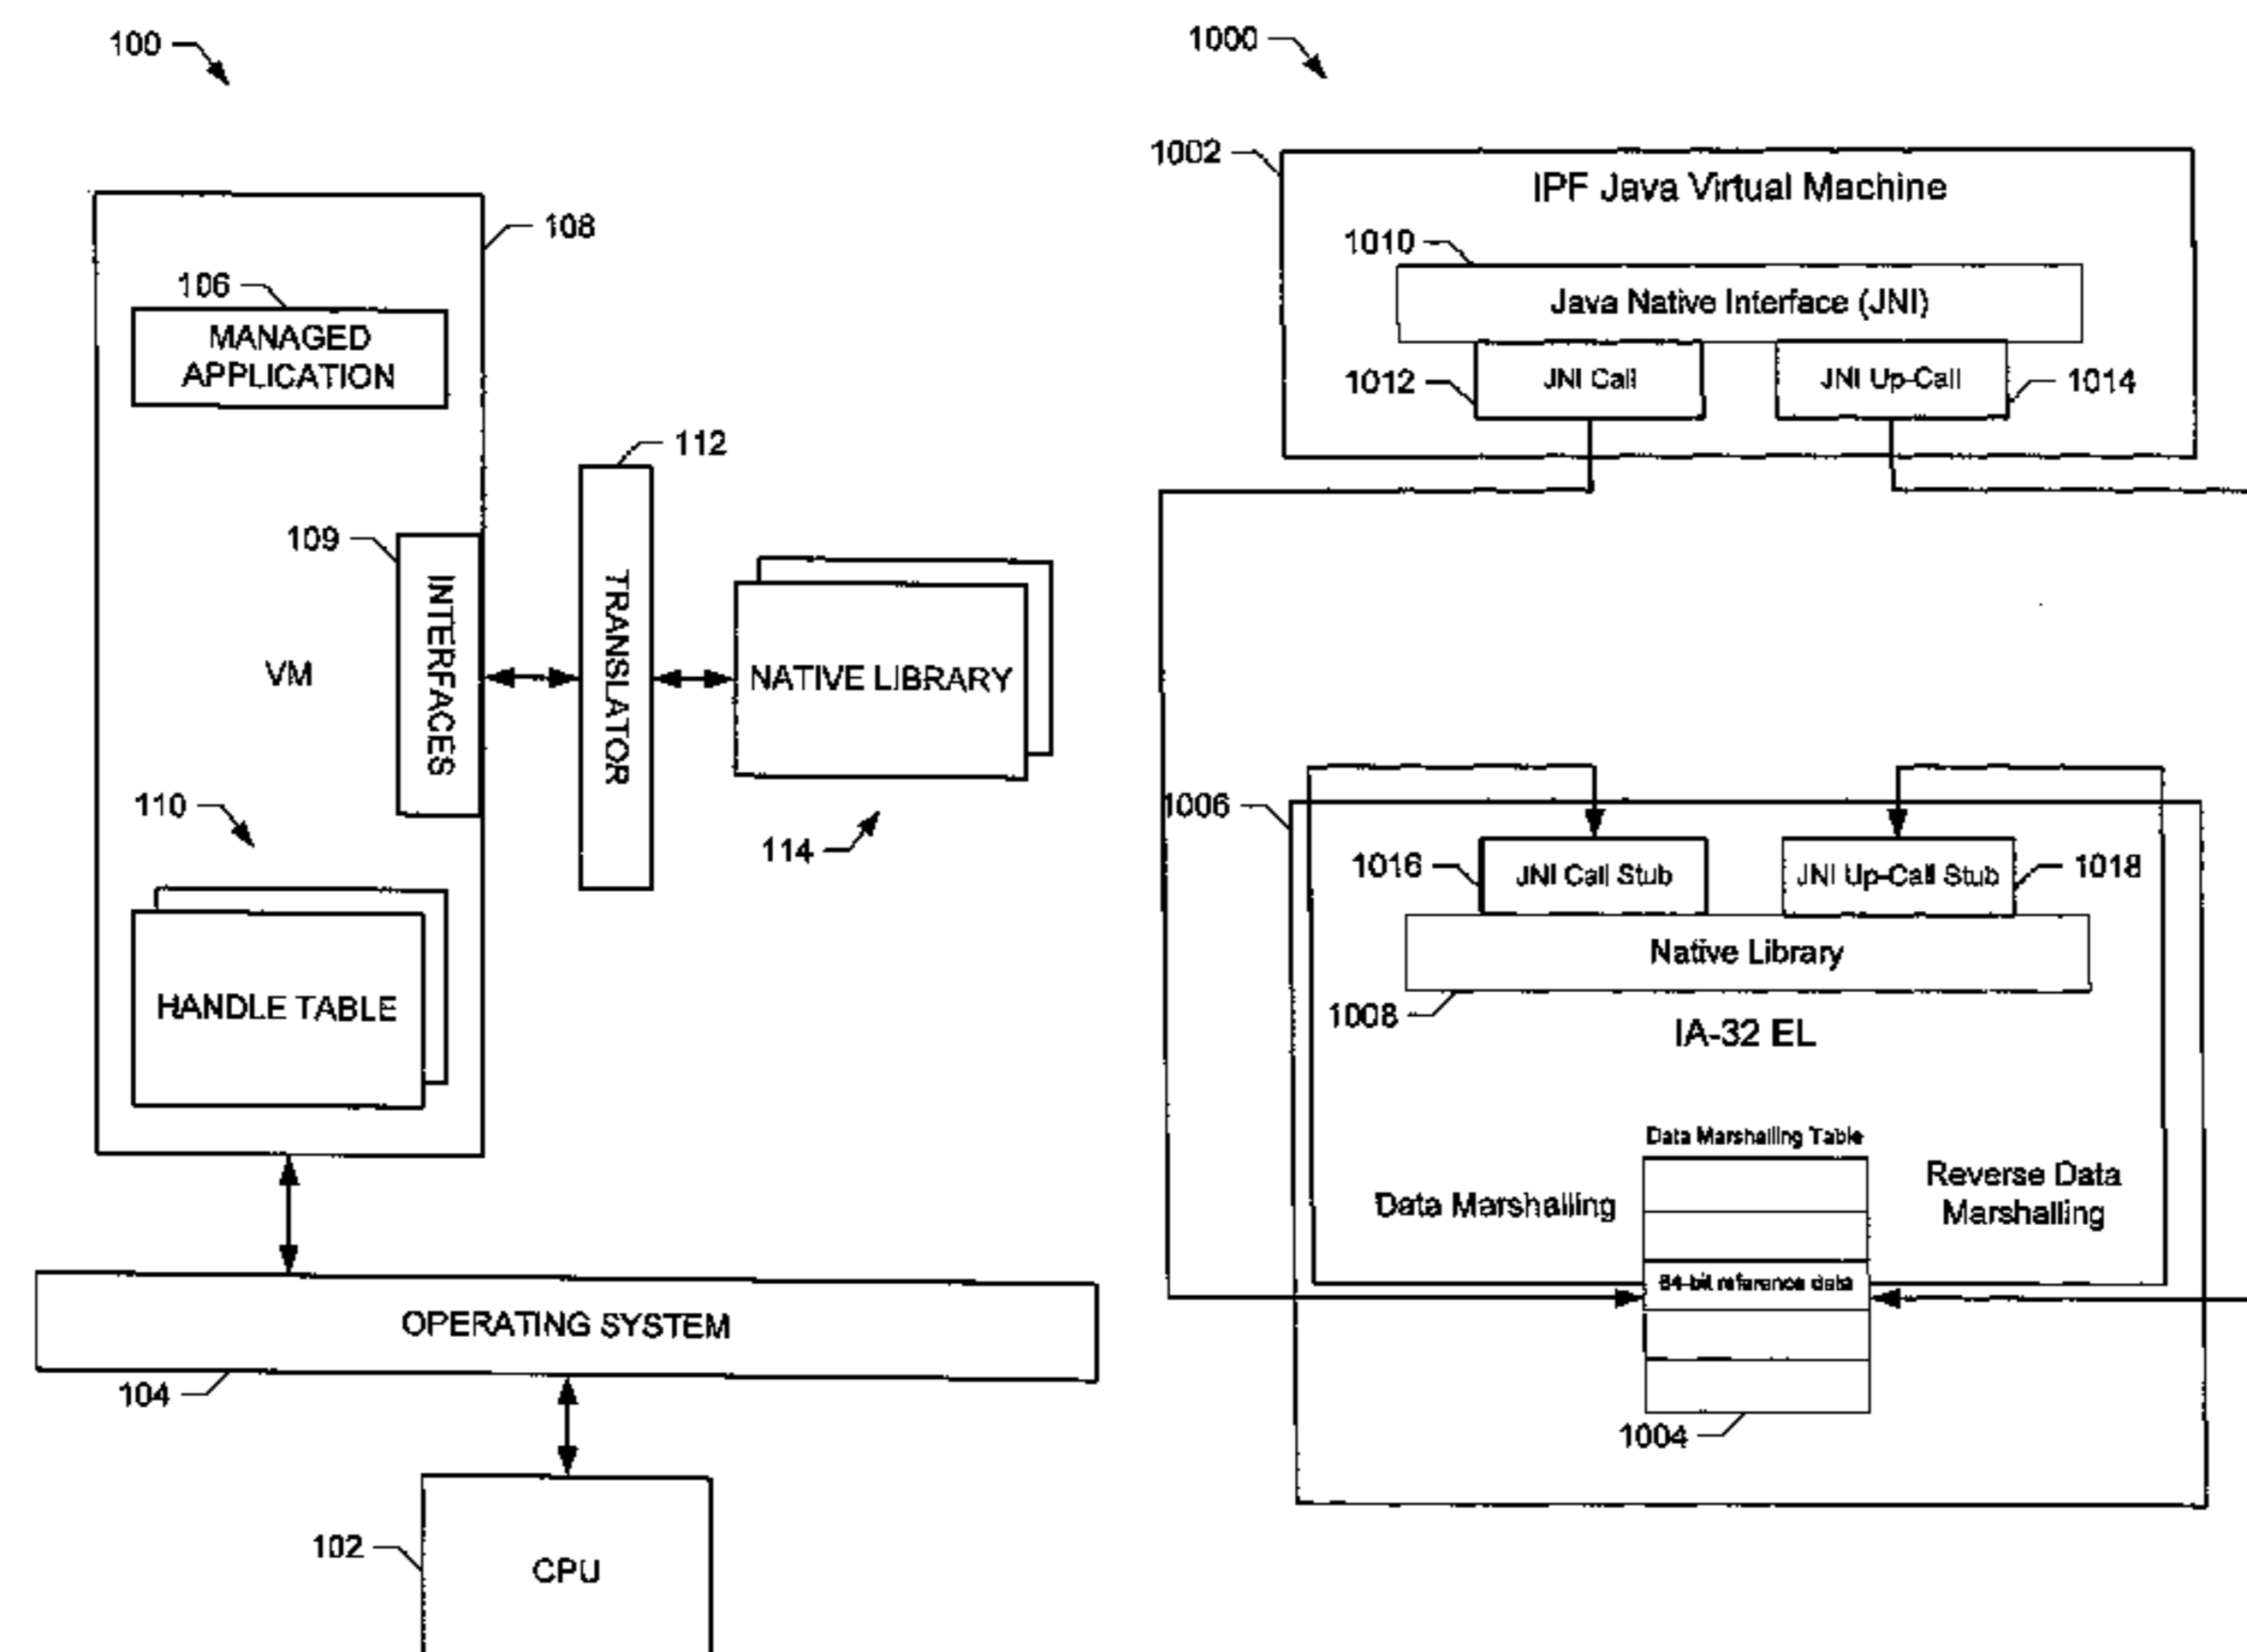 100
108
106
MANAGED
APPLICATION
112
109
INTERFACES
TRANSLATOR
VM
NATIVE LIBRARY
110
114
HANDLE TABLE
OPERATING SYSTEM
104
102
CPU
1000
1002
IPF Java Virtual Machine
1010
Java Native Interface (JNI)
1012
JNI Call
JNI Up-Call
1014
1006
1016
JNI Call Stub
JNI Up-Call Stub
1018
Native Library
1008
IA-32 EL
Data Marshalling Table
Data Marshalling
Reverse Data
Marshalling
64-bit reference data
1004